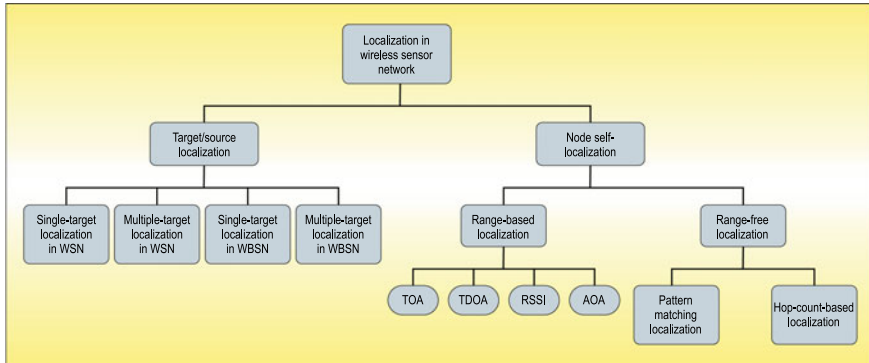 Localization in
wireless sensor
network
Target/source
localization
Node self-
localization
Single-target
localization
in WSN
Multiple-target
localization
in WSN
Single-target
localization
in WBSN
Multiple-target
localization
in WBSN
Range-based
localization
Range-free
localization
TOA
TDOA
RSSI
AOA
Pattern
matching
localization
Hop-count-based
localization